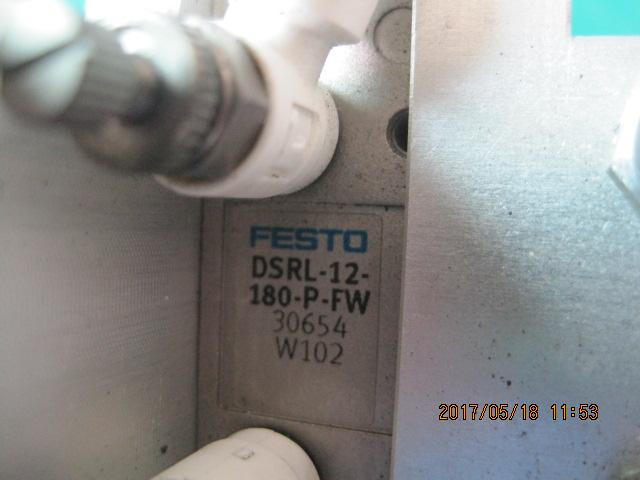 FESTO
DSRL-12-
180-P-FW
30654
W102
2017/05/18 11:53